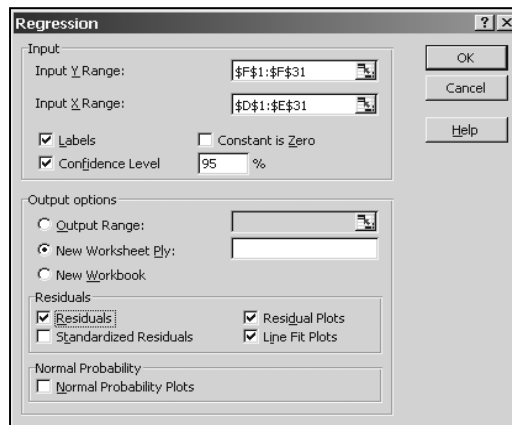 Regression
Input
Input Y Range: $F$1:$F$31
Input X Range: $D$1:$E$31
Labels Constant is Zero
Confidence Level 95 %
OK
Cancel
Help
Output options
Output Range:
New Worksheet Ply:
New Workbook
Residuals
Residuals Residual Plots
Standardized Residuals Line Fit Plots
Normal Probability
Normal Probability Plots